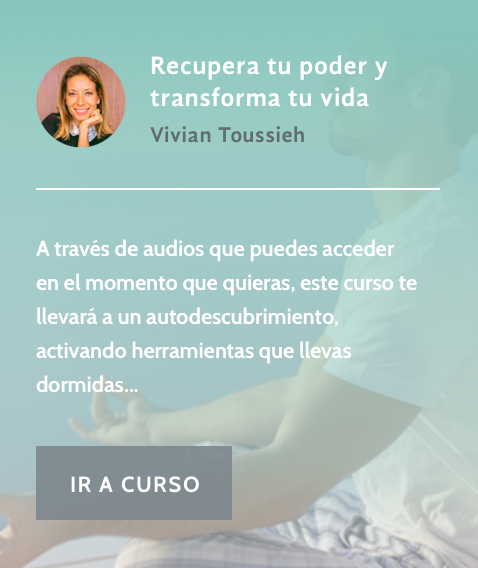 Recupera tu poder y
transforma tu vida
Vivian Toussieh
A través de audios que puedes acceder
en el momento que quieras, este curso te
llevará a un autodescubrimiento,
activando herramientas que llevas
dormidas...
IR A CURSO